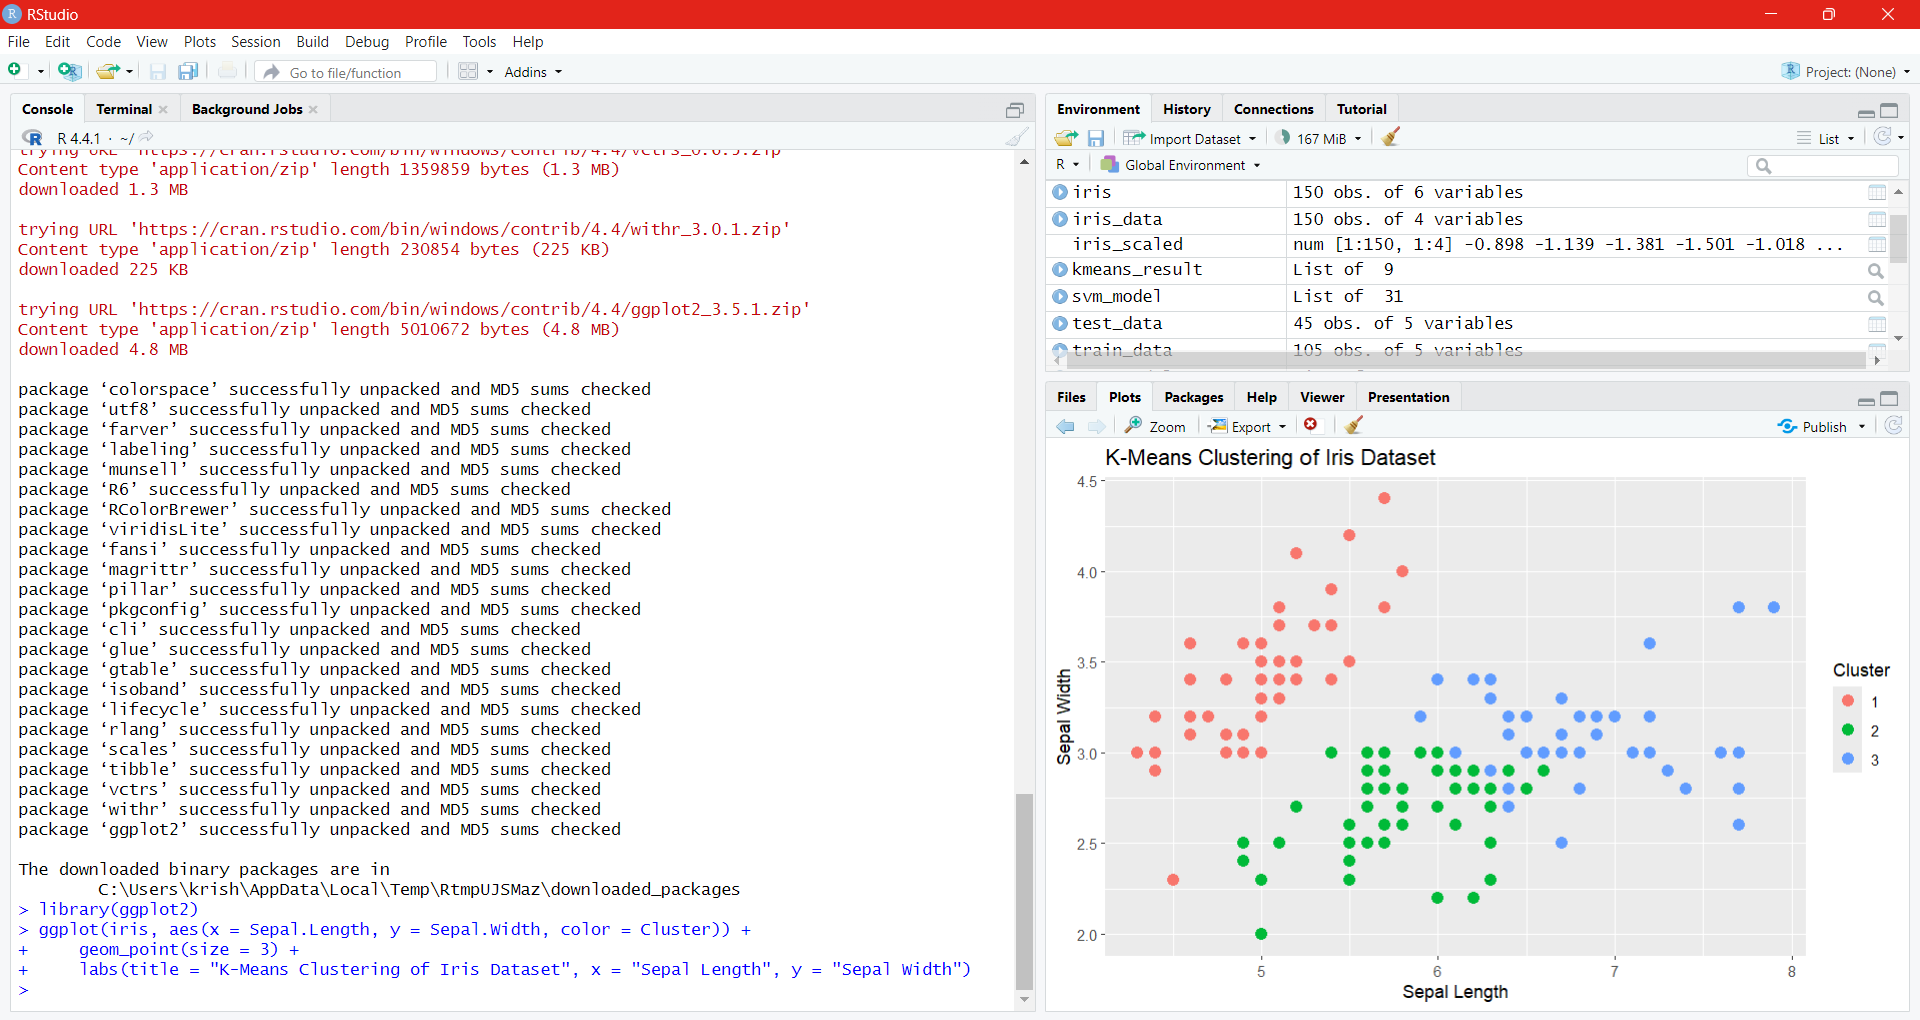 RStudio
File Edit Code View Plots Session Build Debug Profile Tools Help
Go to file/function Addins Project: (None)
Console Terminal Background Jobs
R 4.4.1 · ~/
trying URL 'https://cran.rstudio.com/bin/windows/contrib/4.4/vctrs_0.6.5.zip'
Content type 'application/zip' length 1359859 bytes (1.3 MB)
downloaded 1.3 MB
trying URL 'https://cran.rstudio.com/bin/windows/contrib/4.4/withr_3.0.1.zip'
Content type 'application/zip' length 230854 bytes (225 KB)
downloaded 225 KB
trying URL 'https://cran.rstudio.com/bin/windows/contrib/4.4/ggplot2_3.5.1.zip'
Content type 'application/zip' length 5010672 bytes (4.8 MB)
downloaded 4.8 MB
package ‘colorspace’ successfully unpacked and MD5 sums checked
package ‘utf8’ successfully unpacked and MD5 sums checked
package ‘farver’ successfully unpacked and MD5 sums checked
package ‘labeling’ successfully unpacked and MD5 sums checked
package ‘munsell’ successfully unpacked and MD5 sums checked
package ‘R6’ successfully unpacked and MD5 sums checked
package ‘RColorBrewer’ successfully unpacked and MD5 sums checked
package ‘viridisLite’ successfully unpacked and MD5 sums checked
package ‘fansi’ successfully unpacked and MD5 sums checked
package ‘magrittr’ successfully unpacked and MD5 sums checked
package ‘pillar’ successfully unpacked and MD5 sums checked
package ‘pkgconfig’ successfully unpacked and MD5 sums checked
package ‘cli’ successfully unpacked and MD5 sums checked
package ‘glue’ successfully unpacked and MD5 sums checked
package ‘gtable’ successfully unpacked and MD5 sums checked
package ‘isoband’ successfully unpacked and MD5 sums checked
package ‘lifecycle’ successfully unpacked and MD5 sums checked
package ‘rlang’ successfully unpacked and MD5 sums checked
package ‘scales’ successfully unpacked and MD5 sums checked
package ‘tibble’ successfully unpacked and MD5 sums checked
package ‘vctrs’ successfully unpacked and MD5 sums checked
package ‘withr’ successfully unpacked and MD5 sums checked
package ‘ggplot2’ successfully unpacked and MD5 sums checked
The downloaded binary packages are in
C:\Users\krish\AppData\Local\Temp\RtmpUJSMaz\downloaded_packages
> library(ggplot2)
> ggplot(iris, aes(x = Sepal.Length, y = Sepal.Width, color = Cluster)) +
+ geom_point(size = 3) +
+ labs(title = "K-Means Clustering of Iris Dataset", x = "Sepal Length", y = "Sepal Width")
>
Environment History Connections Tutorial
Import Dataset 167 MiB List
R Global Environment
iris 150 obs. of 6 variables
iris_data 150 obs. of 4 variables
iris_scaled num [1:150, 1:4] -0.898 -1.139 -1.381 -1.501 -1.018 ...
kmeans_result List of 9
svm_model List of 31
test_data 45 obs. of 5 variables
train_data 105 obs. of 5 variables
Files Plots Packages Help Viewer Presentation
Zoom Export Publish
K-Means Clustering of Iris Dataset
4.5
4.0
3.5
3.0
2.5
2.0
Sepal Width
5 6 7 8
Sepal Length
Cluster
1
2
3